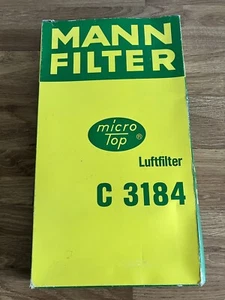 MANN
FILTER
micro
Top ®
Luftfilter
C 3184